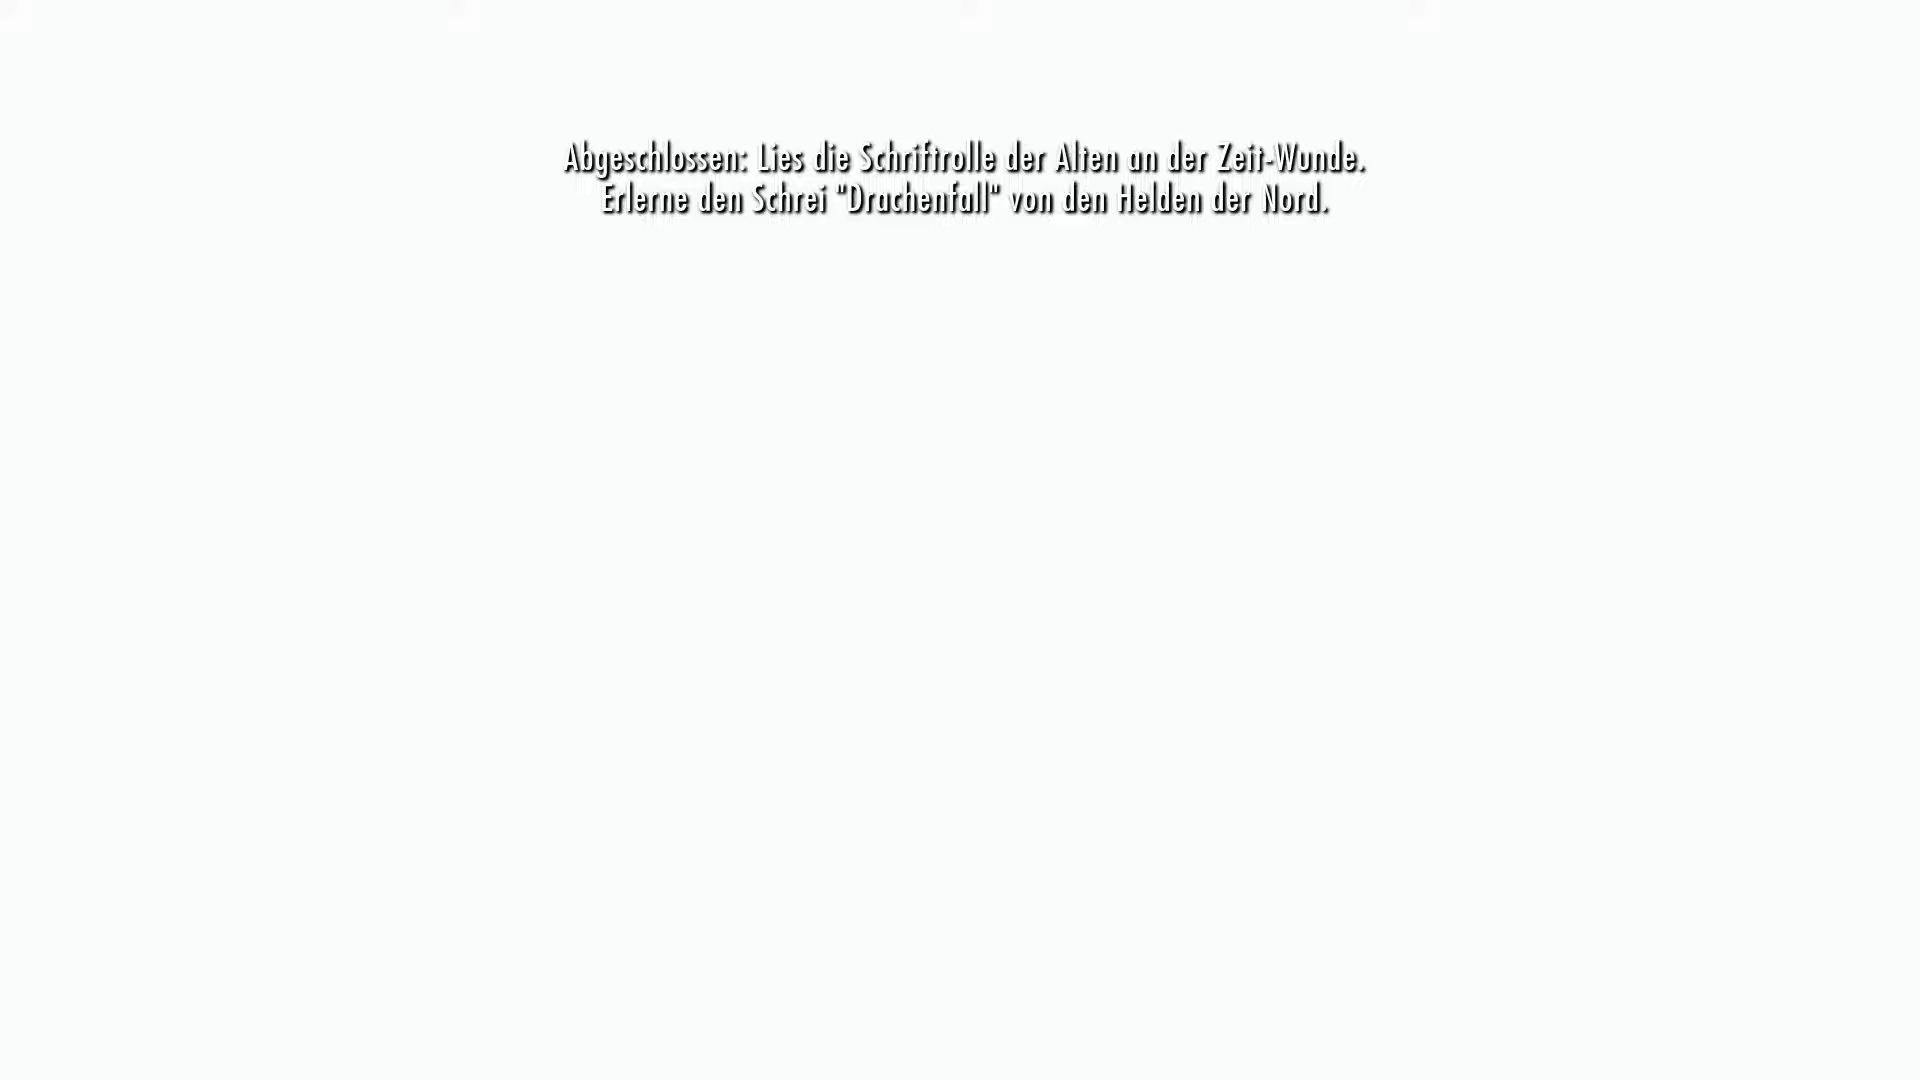 Abgeschlossen: Lies die Schriftrolle der Alten an der Zeit-Wunde.
Erlerne den Schrei "Drachenfall" von den Helden der Nord.